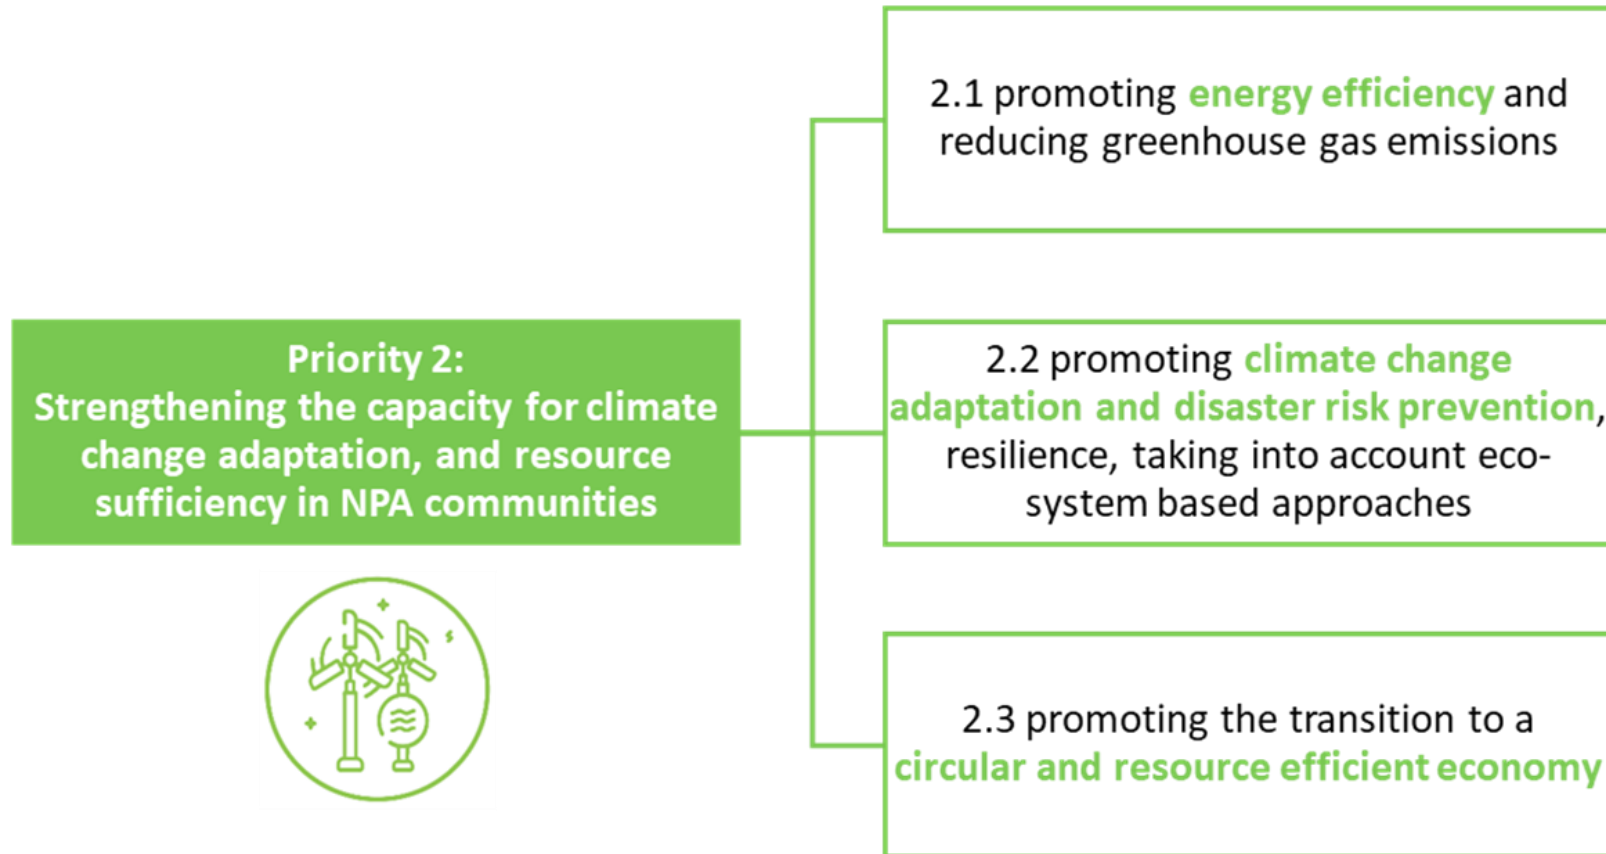 Priority 2:
Strengthening the capacity for climate
change adaptation, and resource
sufficiency in NPA communities
2.1 promoting energy efficiency and
reducing greenhouse gas emissions
2.2 promoting climate change
adaptation and disaster risk prevention,
resilience, taking into account eco-
system based approaches
2.3 promoting the transition to a
circular and resource efficient economy